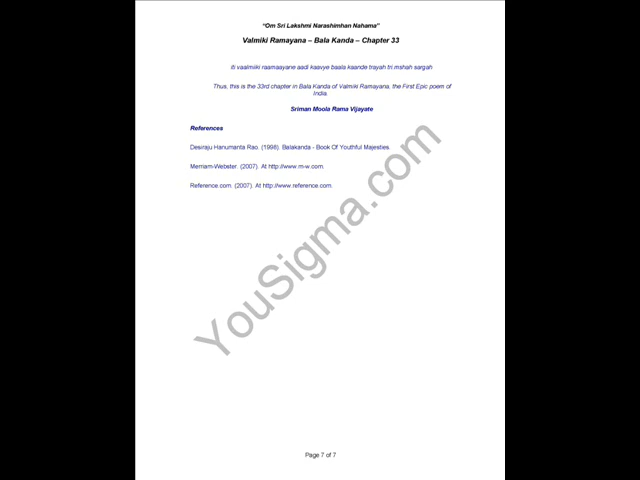 "Om Sri Lakshmi Narashimhan Nahama"
Valmiki Ramayana – Bala Kanda – Chapter 33
iti vaalmiiki raamaayane aadi kaavye baala kaande trayah tri.mshah sargah
Thus, this is the 33rd chapter in Bala Kanda of Valmiki Ramayana, the First Epic poem of
India.
Sriman Moola Rama Vijayate
References
Desiraju Hanumanta Rao. (1998). Balakanda - Book Of Youthful Majesties.
Merriam-Webster. (2007). At http://www.m-w.com.
Reference.com. (2007). At http://www.reference.com.
YouSigma.com
Page 7 of 7